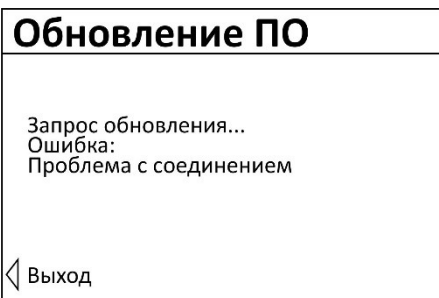 Обновление ПО
Запрос обновления...
Ошибка:
Проблема с соединением
Выход